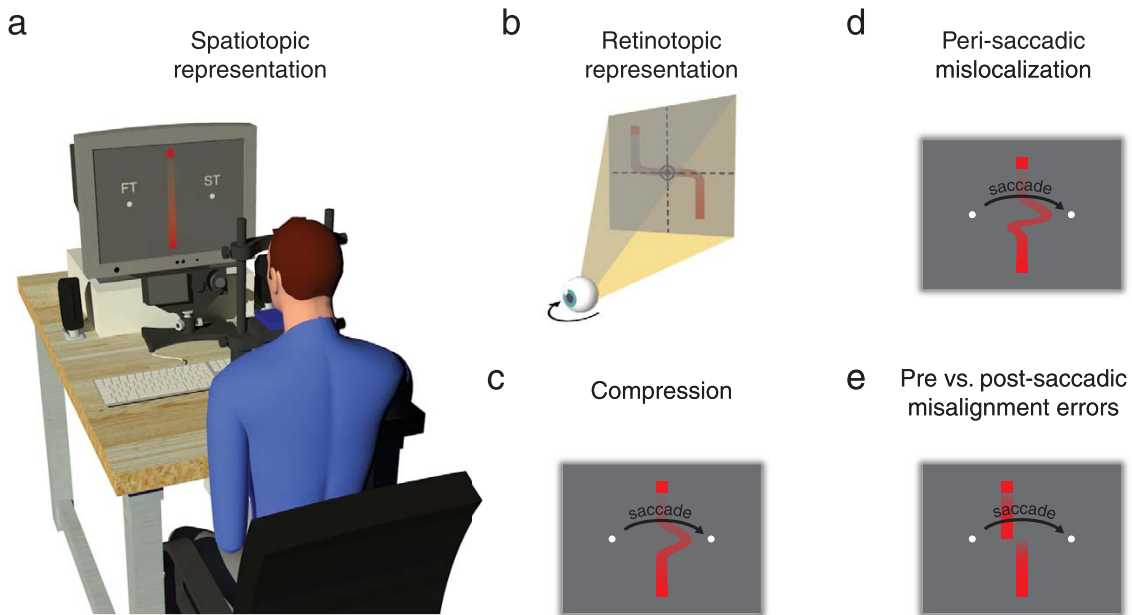 a
Spatiotopic
representation
FT
ST
b
Retinotopic
representation
c
Compression
saccade
d
Peri-saccadic
mislocalization
saccade
e
Pre vs. post-saccadic
misalignment errors
saccade